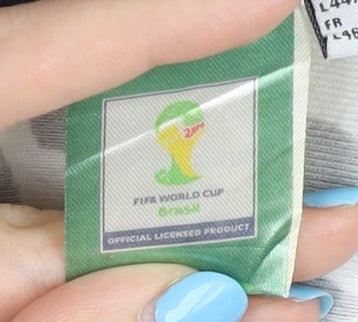 2014
FIFA WORLD CUP
Brasil
OFFICIAL LICENSED PRODUCT
FR